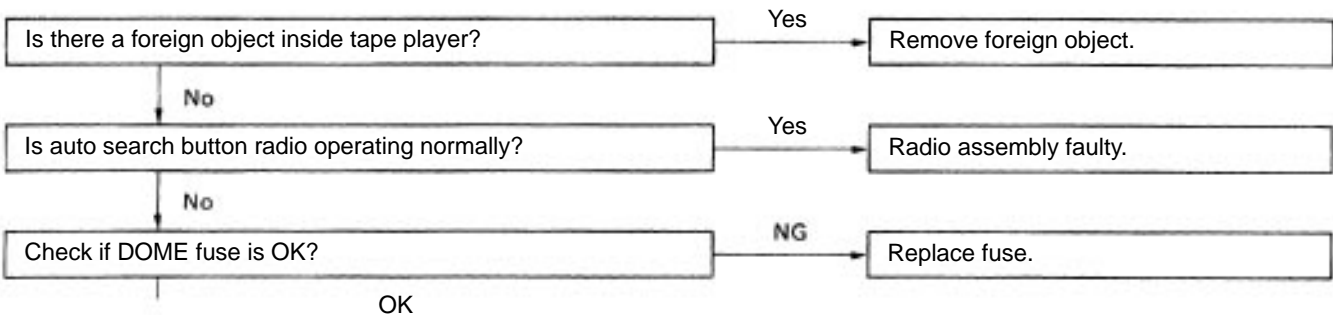 Yes
Is there a foreign object inside tape player?
Remove foreign object.
No
Yes
Is auto search button radio operating normally?
Radio assembly faulty.
No
NG
Check if DOME fuse is OK?
Replace fuse.
OK